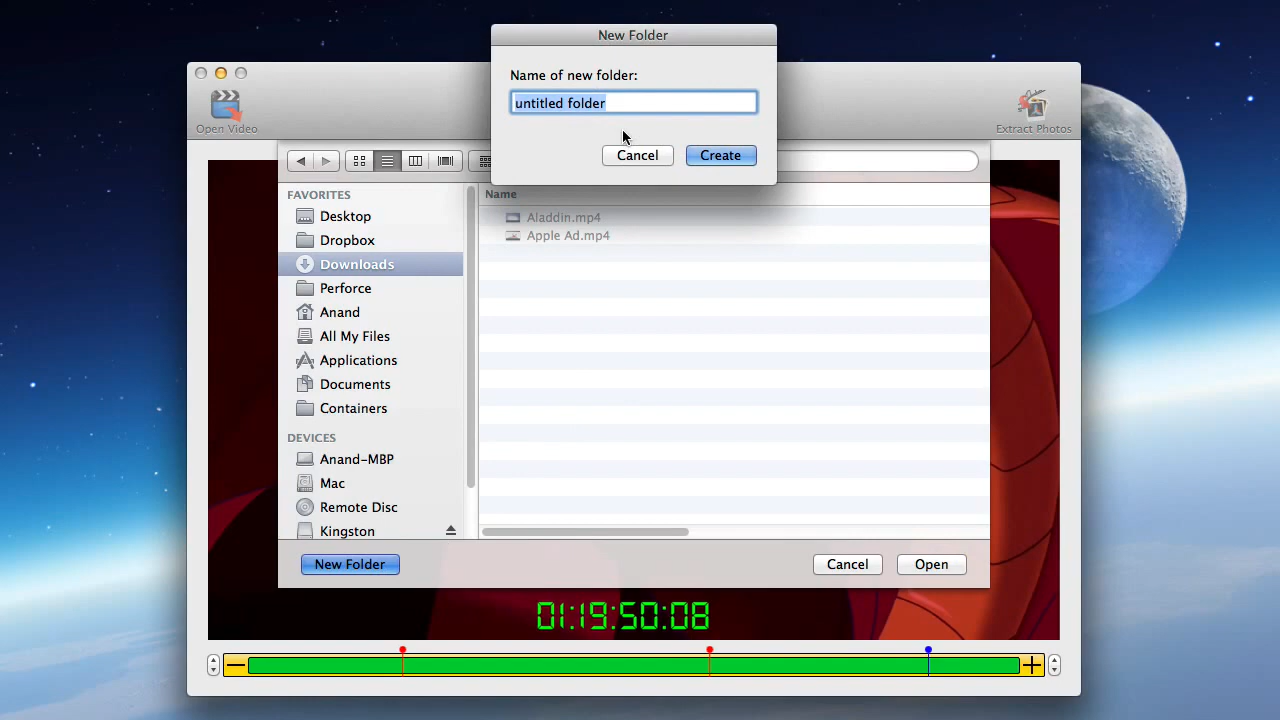 New Folder
Name of new folder:
untitled folder
Cancel
Create
Open Video
Extract Photos
FAVORITES
Desktop
Dropbox
Downloads
Perforce
Anand
All My Files
Applications
Documents
Containers
DEVICES
Anand-MBP
Mac
Remote Disc
Kingston
Name
Aladdin.mp4
Apple Ad.mp4
New Folder
Cancel
Open
01:19:50:08